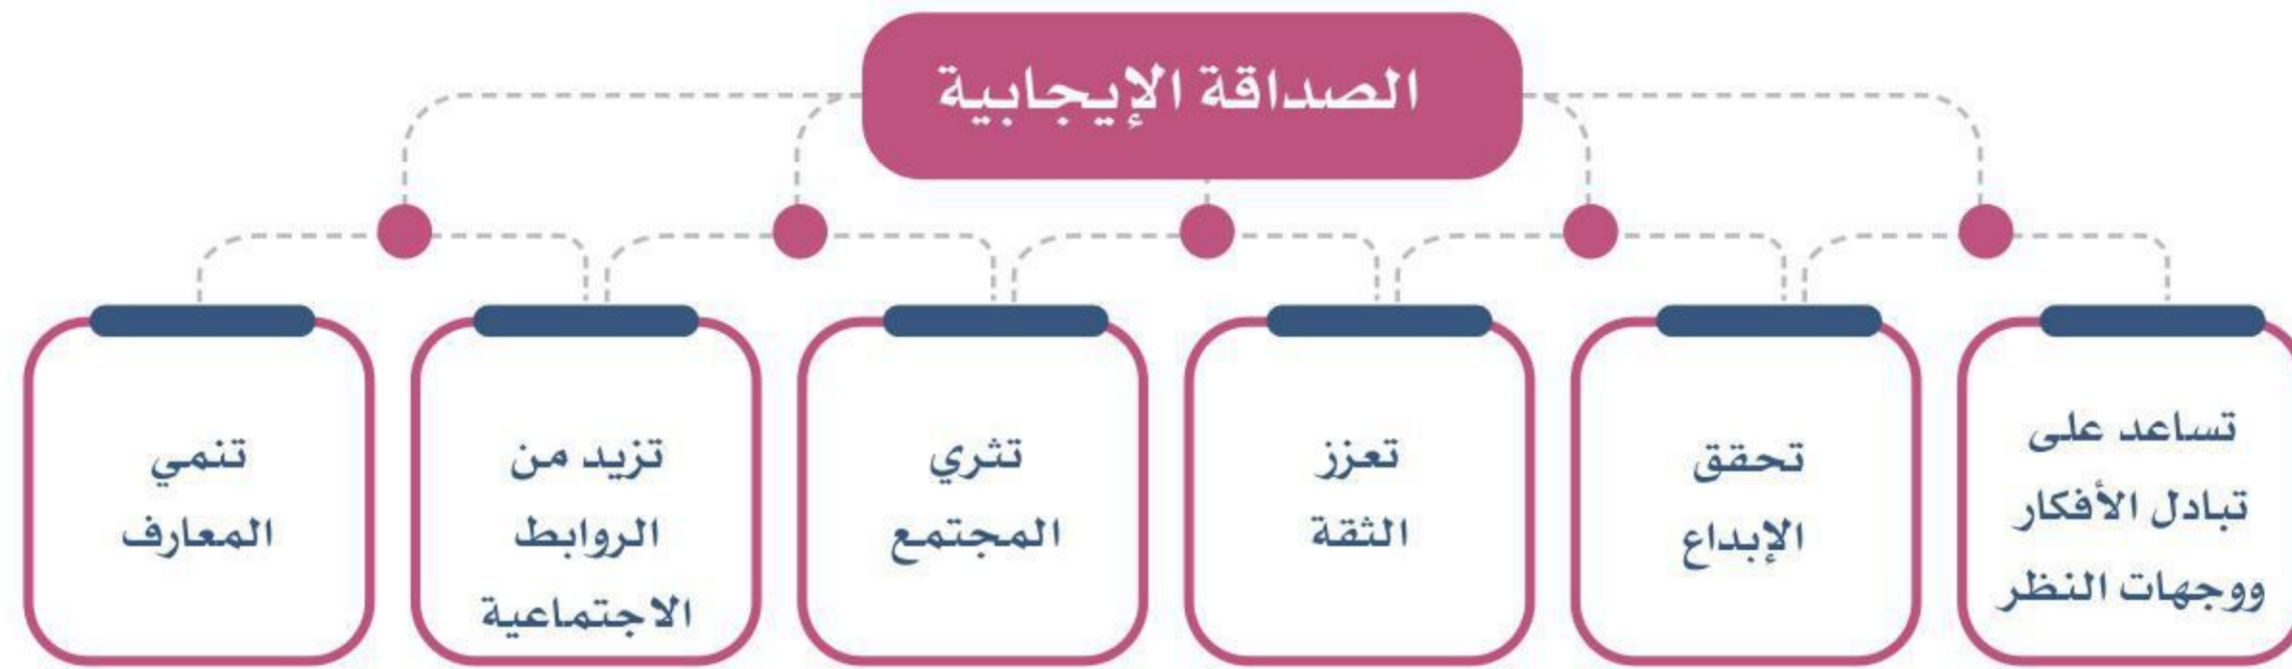 الصداقة الإيجابية
تساعد على
تبادل الأفكار
ووجهات النظر
تحقق
الإبداع
تعزز
الثقة
تثري
المجتمع
تزيد من
الروابط
الاجتماعية
تنمي
المعارف